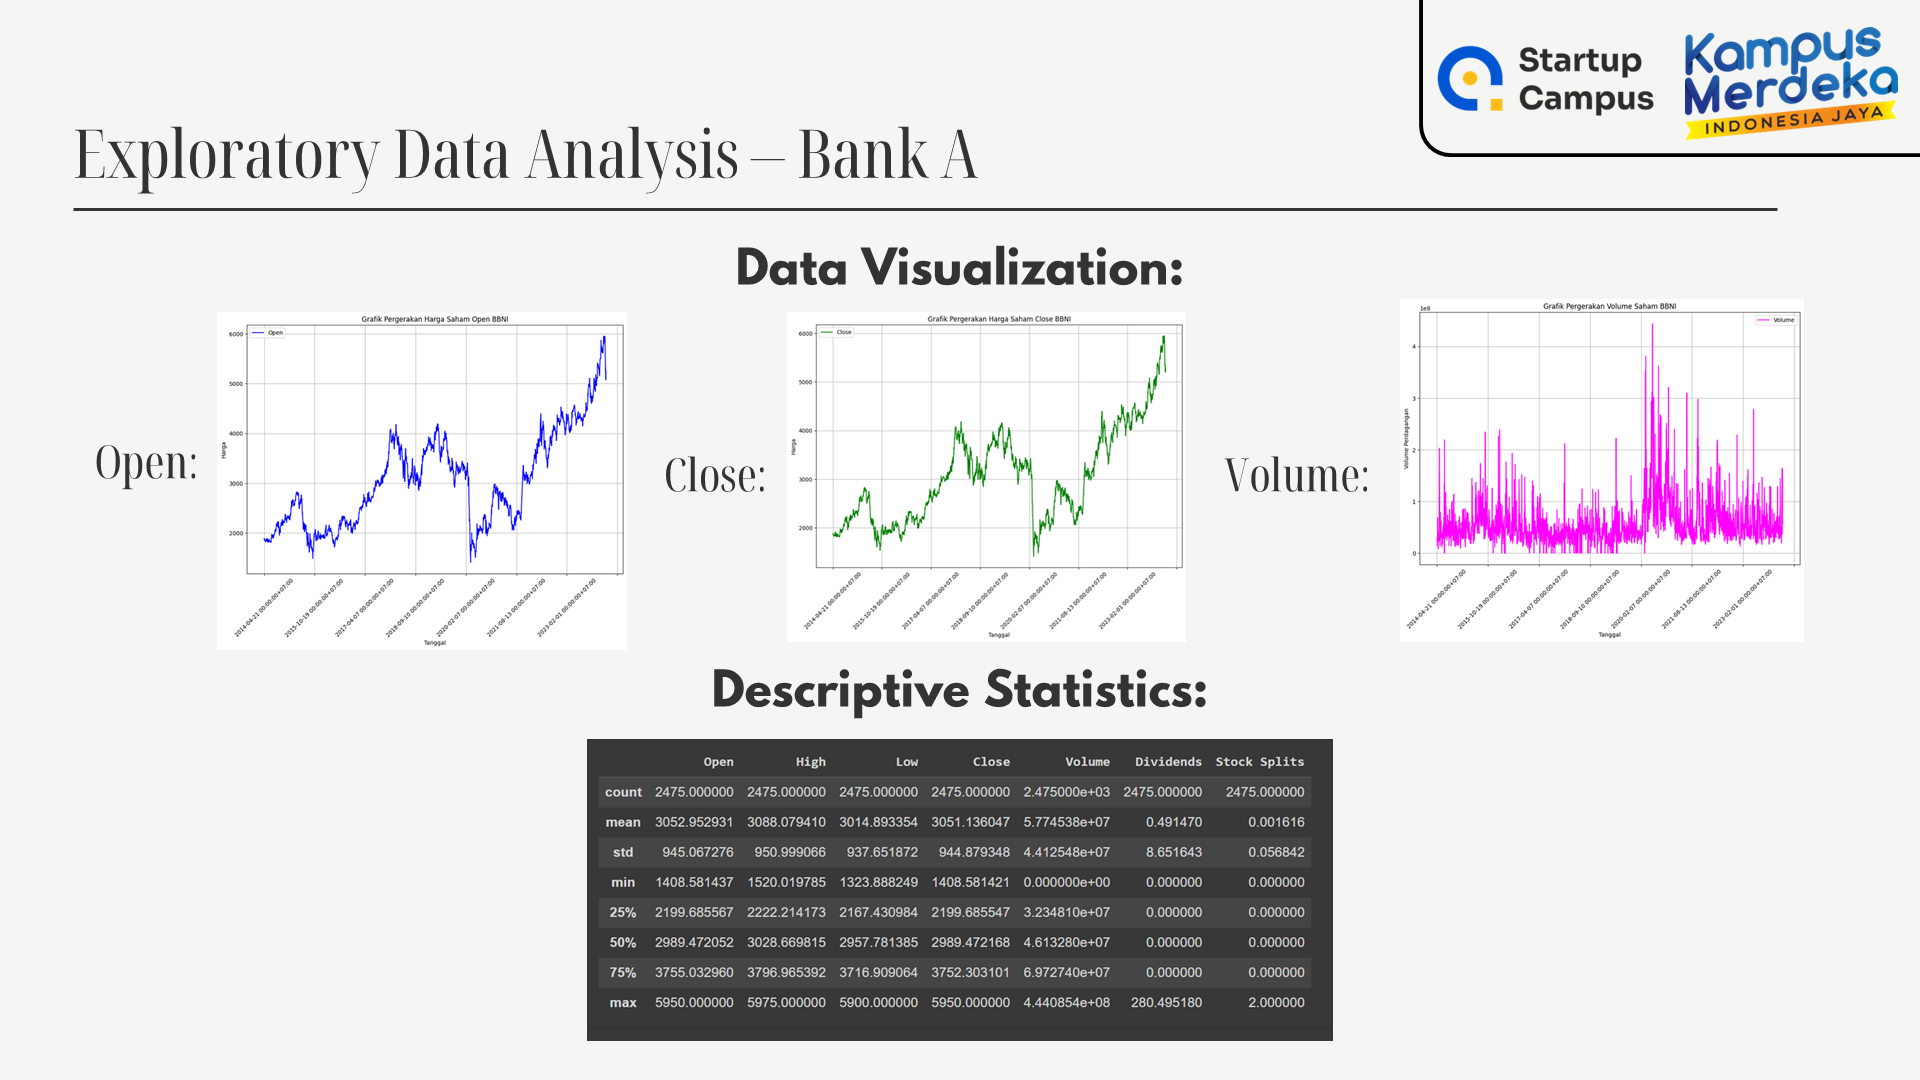 Startup
Campus
Kampus
Merdeka
INDONESIA JAYA
Exploratory Data Analysis – Bank A
Data Visualization:
Open:
Grafik Pergerakan Harga Saham Open BBNI
Open
6000
5000
4000
3000
2000
Harga
2014-04-21 00:00:00+07:00
2015-10-19 00:00:00+07:00
2017-04-07 00:00:00+07:00
2018-09-10 00:00:00+07:00
2020-02-07 00:00:00+07:00
2021-08-13 00:00:00+07:00
2023-02-01 00:00:00+07:00
Tanggal
Close:
Grafik Pergerakan Harga Saham Close BBNI
Close
6000
5000
4000
3000
2000
Harga
2014-04-21 00:00:00+07:00
2015-10-19 00:00:00+07:00
2017-04-07 00:00:00+07:00
2018-09-10 00:00:00+07:00
2020-02-07 00:00:00+07:00
2021-08-13 00:00:00+07:00
2023-02-01 00:00:00+07:00
Tanggal
Volume:
Grafik Pergerakan Volume Saham BBNI
1e8
Volume
4
3
2
1
0
Volume Perdagangan
2014-04-21 00:00:00+07:00
2015-10-19 00:00:00+07:00
2017-04-07 00:00:00+07:00
2018-09-10 00:00:00+07:00
2020-02-07 00:00:00+07:00
2021-08-13 00:00:00+07:00
2023-02-01 00:00:00+07:00
Tanggal
Descriptive Statistics:
Open High Low Close Volume Dividends Stock Splits
count 2475.000000 2475.000000 2475.000000 2475.000000 2.475000e+03 2475.000000 2475.000000
mean 3052.952931 3088.079410 3014.893354 3051.136047 5.774538e+07 0.491470 0.001616
std 945.067276 950.999066 937.651872 944.879348 4.412548e+07 8.651643 0.056842
min 1408.581437 1520.019785 1323.888249 1408.581421 0.000000e+00 0.000000 0.000000
25% 2199.685567 2222.214173 2167.430984 2199.685547 3.234810e+07 0.000000 0.000000
50% 2989.472052 3028.669815 2957.781385 2989.472168 4.613280e+07 0.000000 0.000000
75% 3755.032960 3796.965392 3716.909064 3752.303101 6.972740e+07 0.000000 0.000000
max 5950.000000 5975.000000 5900.000000 5950.000000 4.440854e+08 280.495180 2.000000